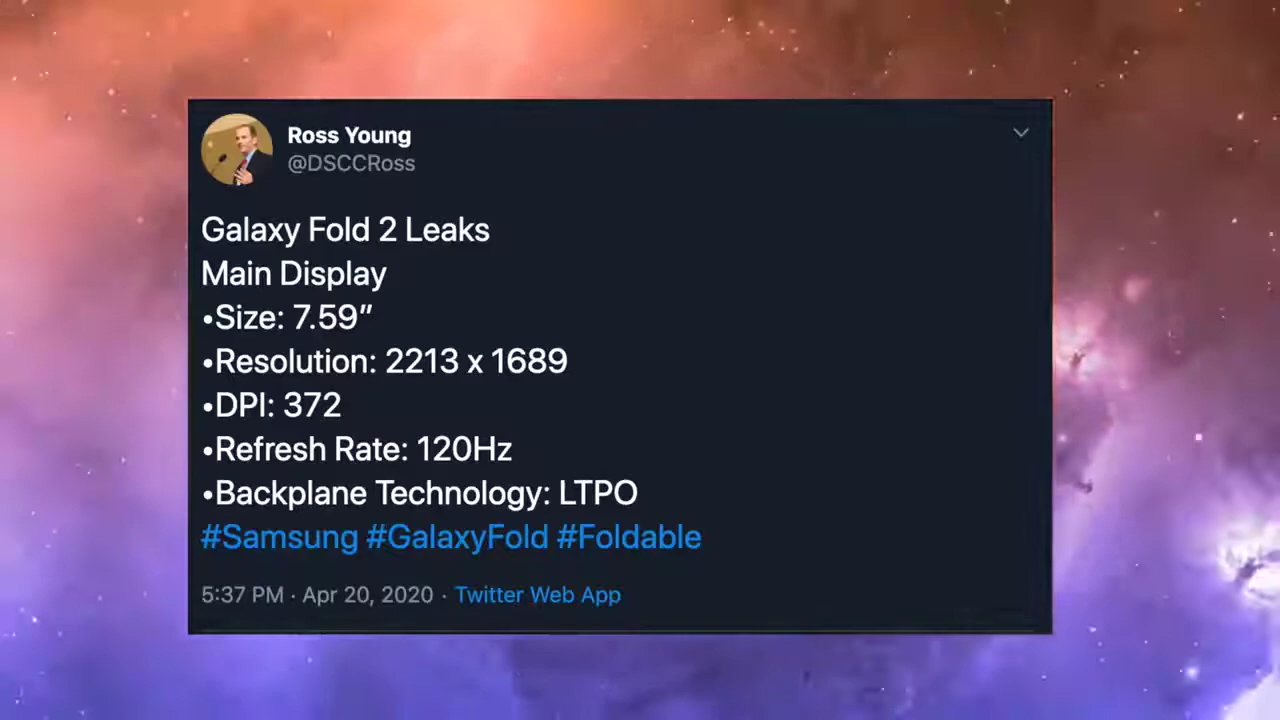 Ross Young
@DSCCRoss
Galaxy Fold 2 Leaks
Main Display
•Size: 7.59”
•Resolution: 2213 x 1689
•DPI: 372
•Refresh Rate: 120Hz
•Backplane Technology: LTPO
#Samsung #GalaxyFold #Foldable
5:37 PM · Apr 20, 2020 · Twitter Web App